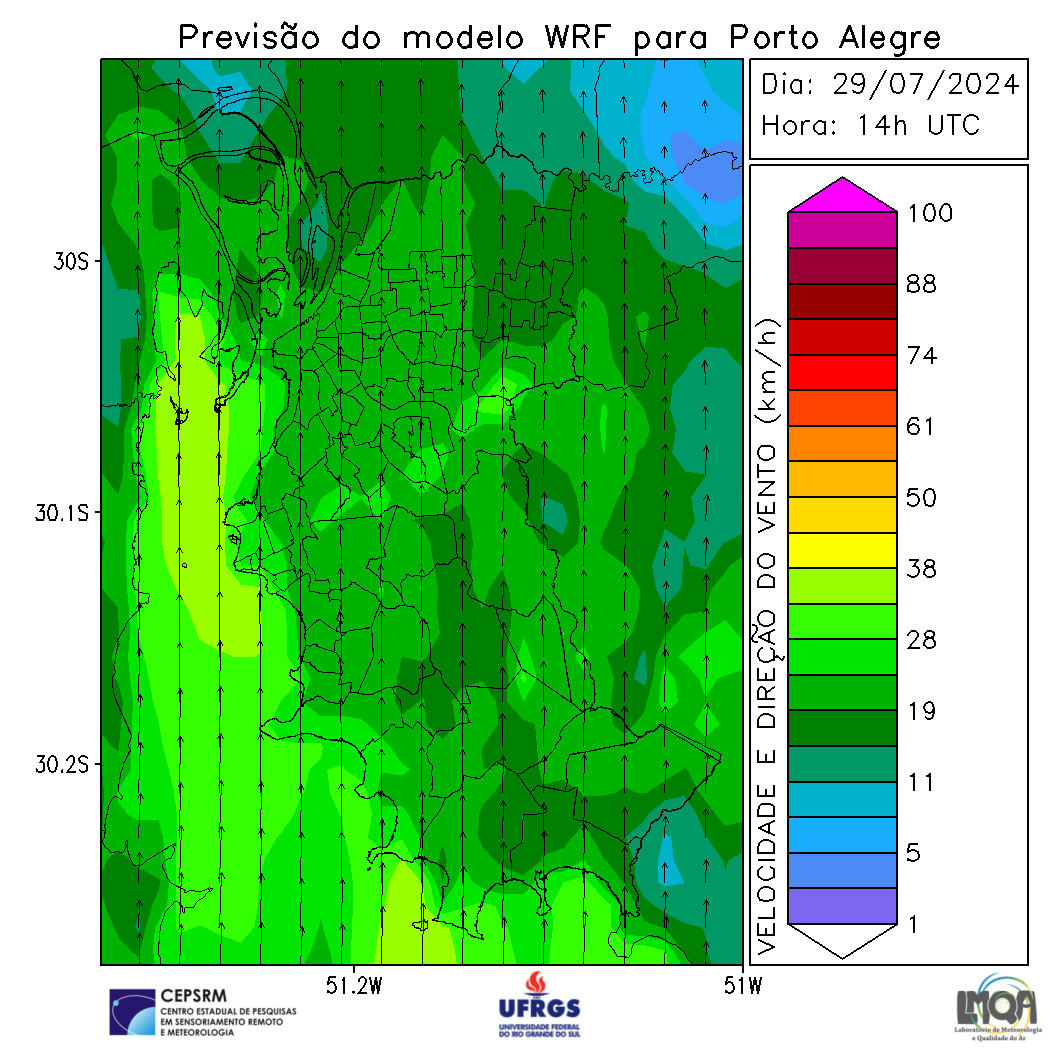 Previsão do modelo WRF para Porto Alegre
Dia: 29/07/2024
Hora: 14h UTC
30S
30.1S
30.2S
51.2W
51W
VELOCIDADE E DIREÇÃO DO VENTO (km/h)
100
88
74
61
50
38
28
19
11
5
1
CEPSRM
CENTRO ESTADUAL DE PESQUISAS
EM SENSORIAMENTO REMOTO
E METEOROLOGIA
UFRGS
UNIVERSIDADE FEDERAL
DO RIO GRANDE DO SUL
LMQA
Laboratório de Meteorologia
e Qualidade do Ar